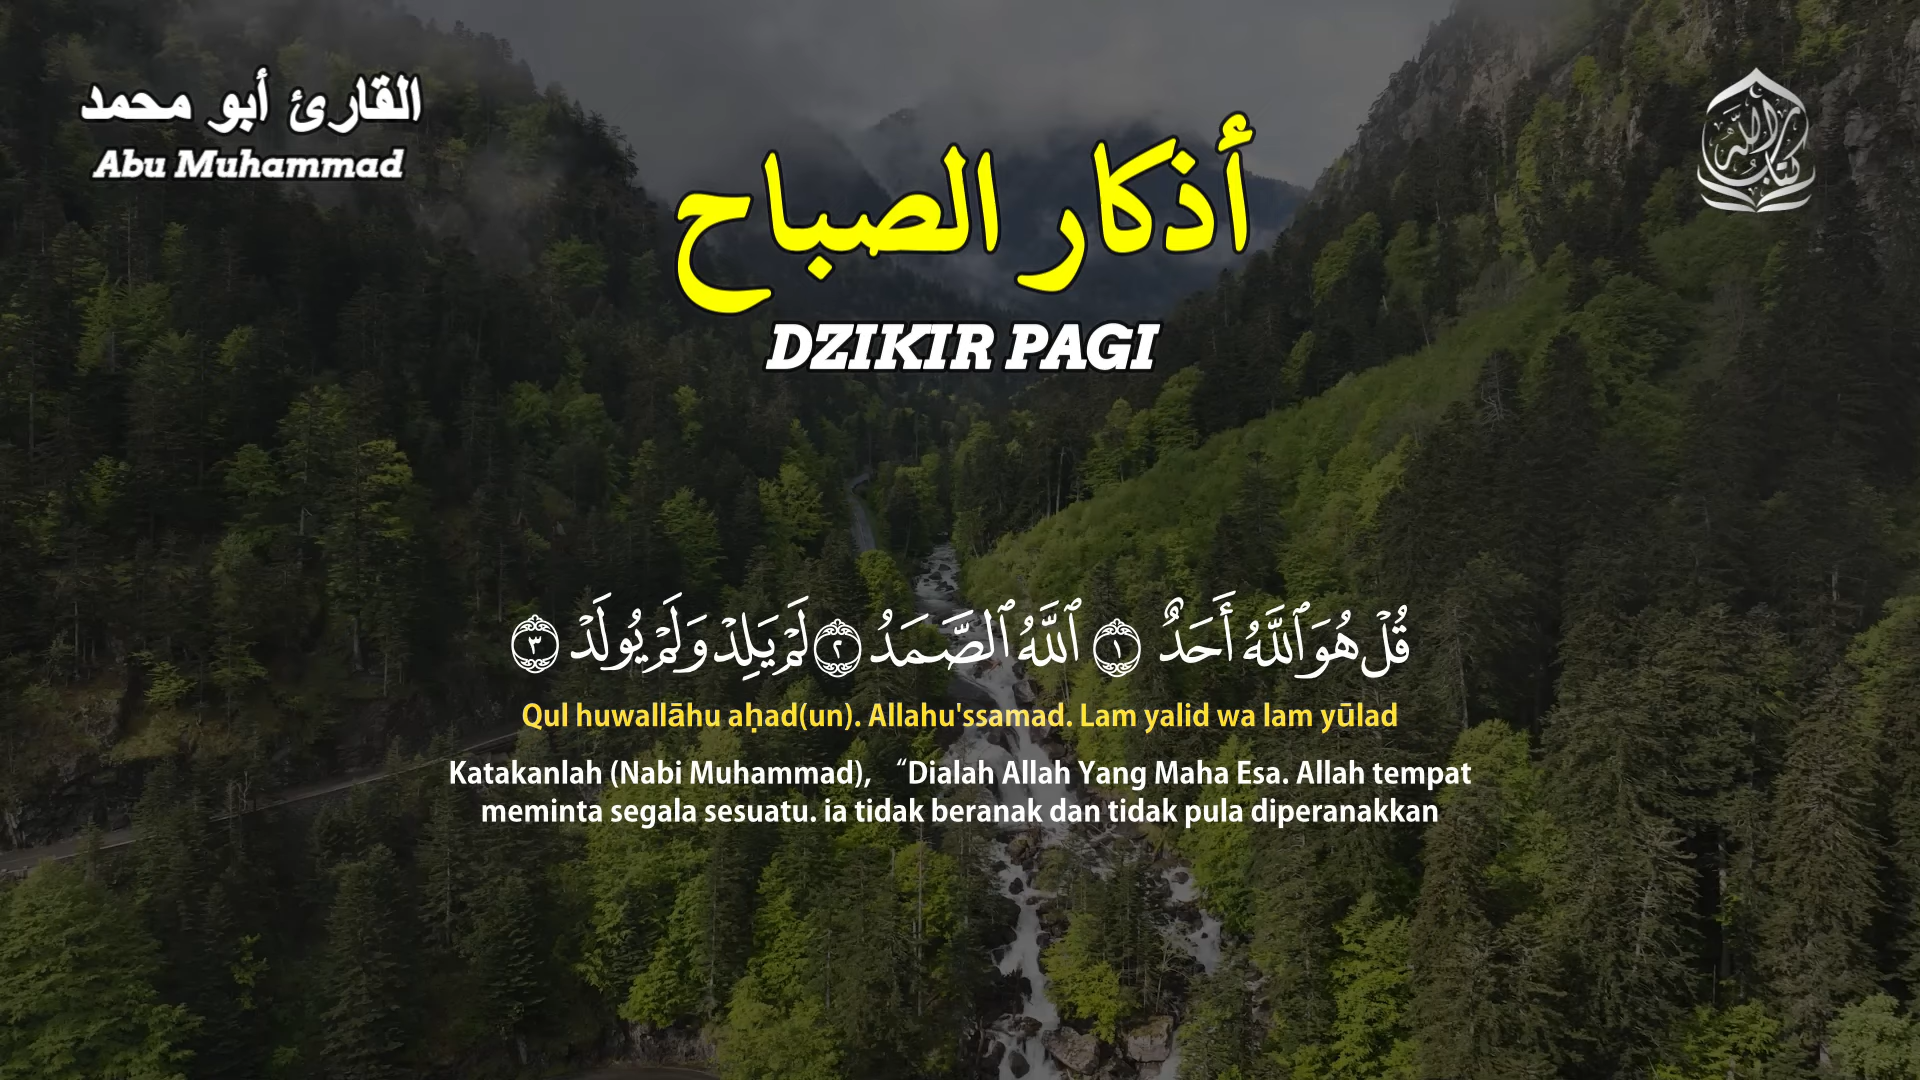 القارئ أبو محمد
Abu Muhammad
كتاب الله
أذكار الصباح
DZIKIR PAGI
قُلْ هُوَ ٱللَّهُ أَحَدٌ ۝١ ٱللَّهُ ٱلصَّمَدُ ۝٢ لَمْ يَلِدْ وَلَمْ يُولَدْ ۝٣
Qul huwallāhu aḥad(un). Allahu'ssamad. Lam yalid wa lam yūlad
Katakanlah (Nabi Muhammad), “Dialah Allah Yang Maha Esa. Allah tempat
meminta segala sesuatu. ia tidak beranak dan tidak pula diperanakkan